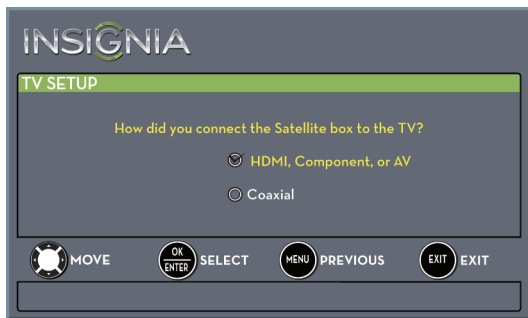 INSIGNIA
TV SETUP
How did you connect the Satellite box to the TV?
HDMI, Component, or AV
Coaxial
MOVE OK ENTER SELECT MENU PREVIOUS EXIT EXIT